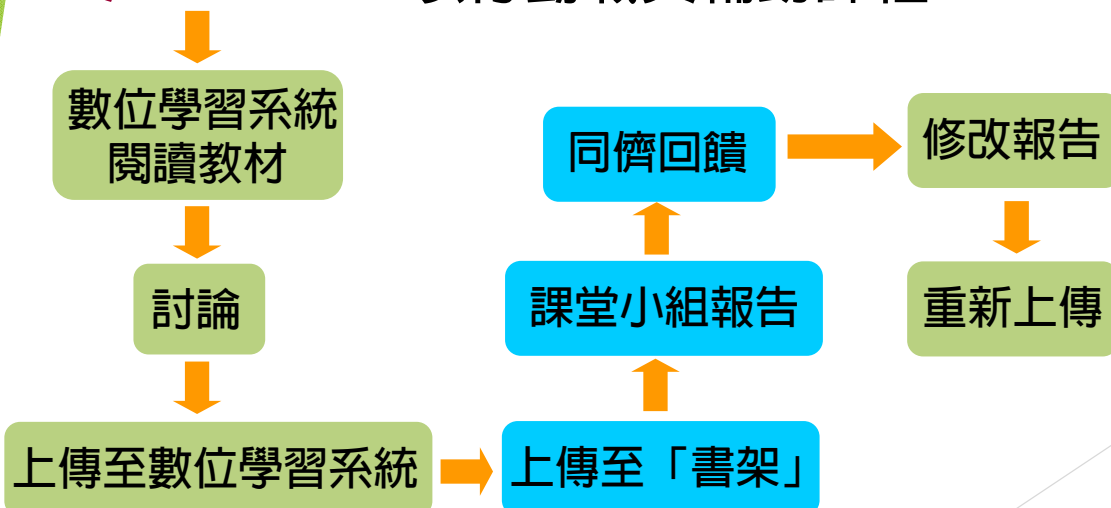 數位學習系統
閱讀教材
討論
上傳至數位學習系統
上傳至「書架」
課堂小組報告
同儕回饋
修改報告
重新上傳